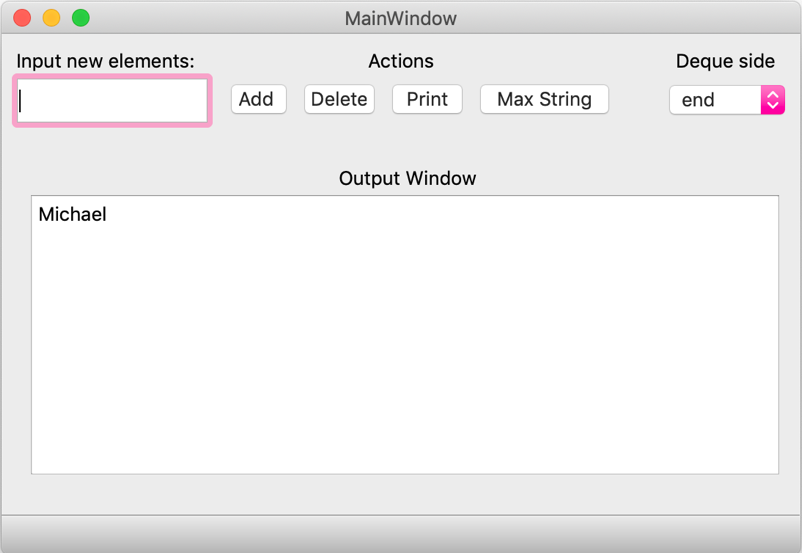 MainWindow
Input new elements:
Actions
Deque side
Add
Delete
Print
Max String
end
Output Window
Michael